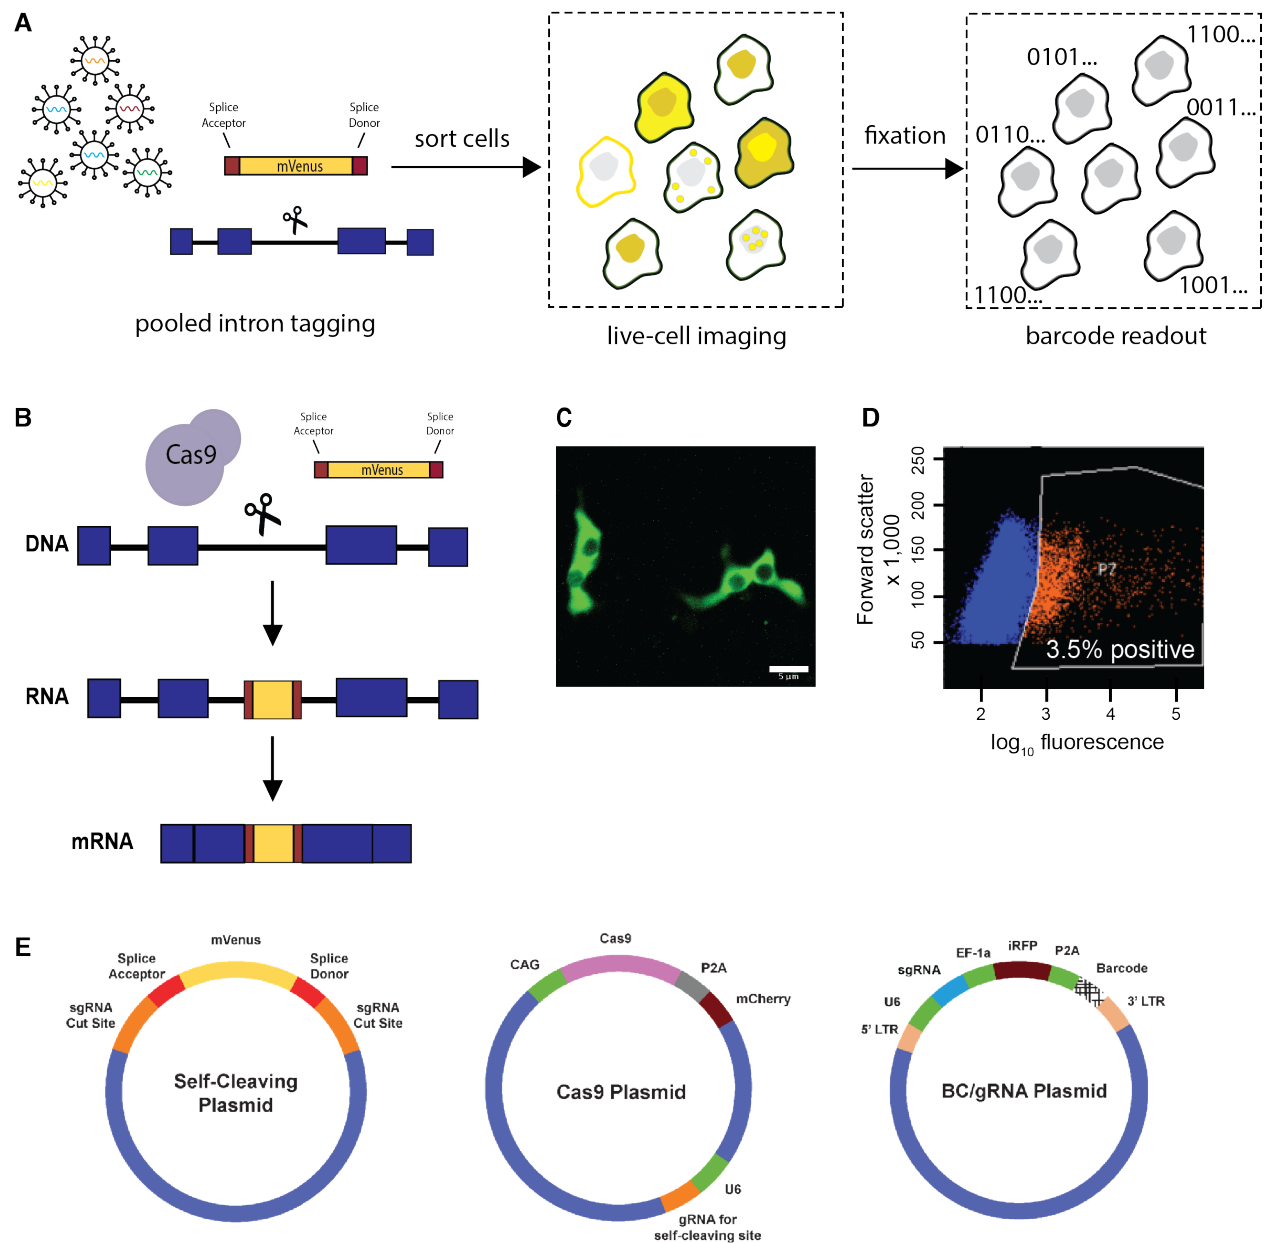 A
Splice
Acceptor
Splice
Donor
mVenus
pooled intron tagging
sort cells
live-cell imaging
fixation
0101...
1100...
0011...
0110...
1100...
1001...
barcode readout
B
Cas9
Splice
Acceptor
Splice
Donor
mVenus
DNA
RNA
mRNA
C
5 µm
D
Forward scatter
x 1,000
250
200
150
100
50
P7
3.5% positive
2
3
4
5
log10 fluorescence
E
mVenus
Splice
Acceptor
Splice
Donor
sgRNA
Cut Site
sgRNA
Cut Site
Self-Cleaving
Plasmid
Cas9
CAG
P2A
mCherry
Cas9 Plasmid
U6
gRNA for
self-cleaving site
iRFP
EF-1a
P2A
sgRNA
Barcode
U6
3' LTR
5' LTR
BC/gRNA Plasmid